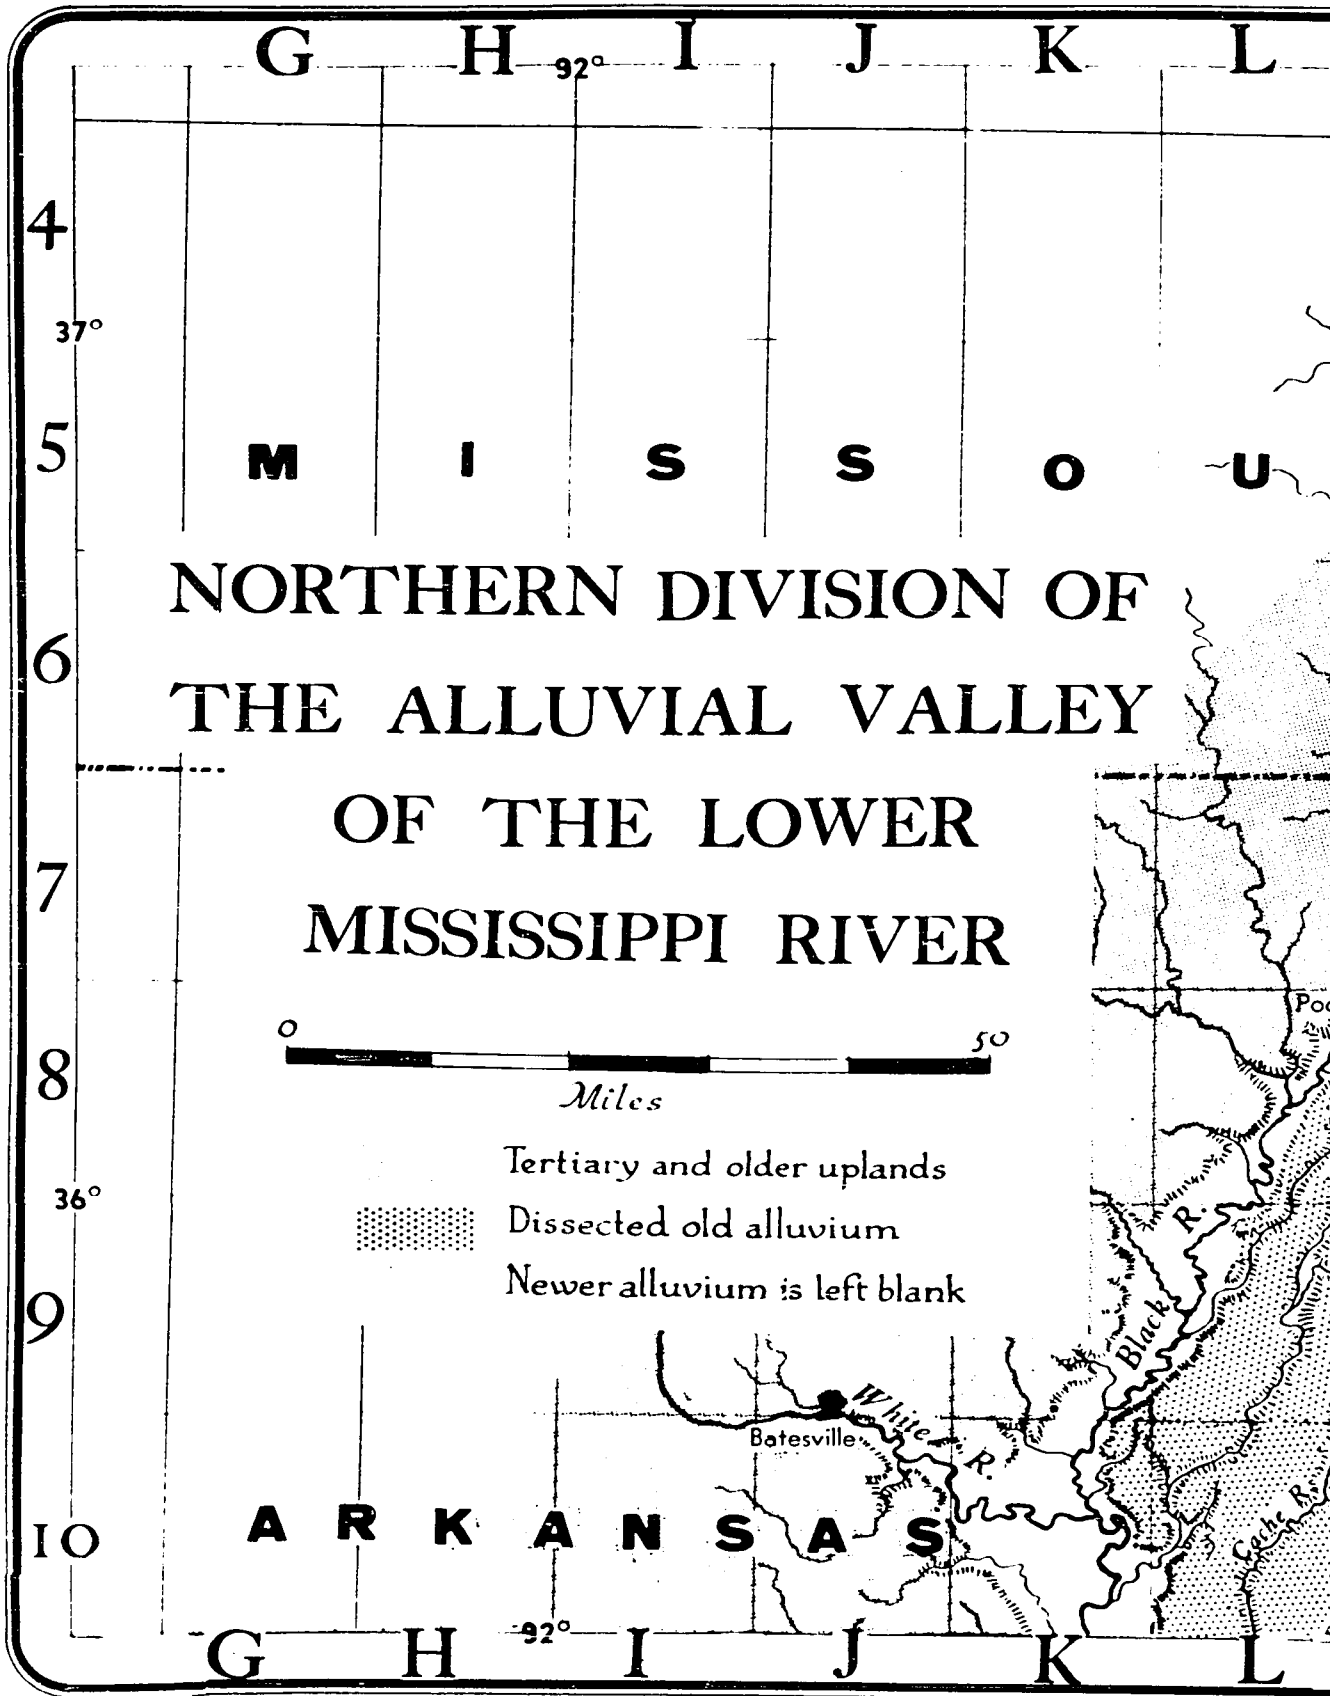 G H I J K L
92°
4
37°
5
M I S S O U
NORTHERN DIVISION OF
6
THE ALLUVIAL VALLEY
OF THE LOWER
7
MISSISSIPPI RIVER
Poc
0 50
8
Miles
Tertiary and older uplands
36°
Dissected old alluvium
R.
Newer alluvium is left blank
9
Black
White R.
Batesville
10
A R K A N S A S
Cache R.
92°
G H I J K L